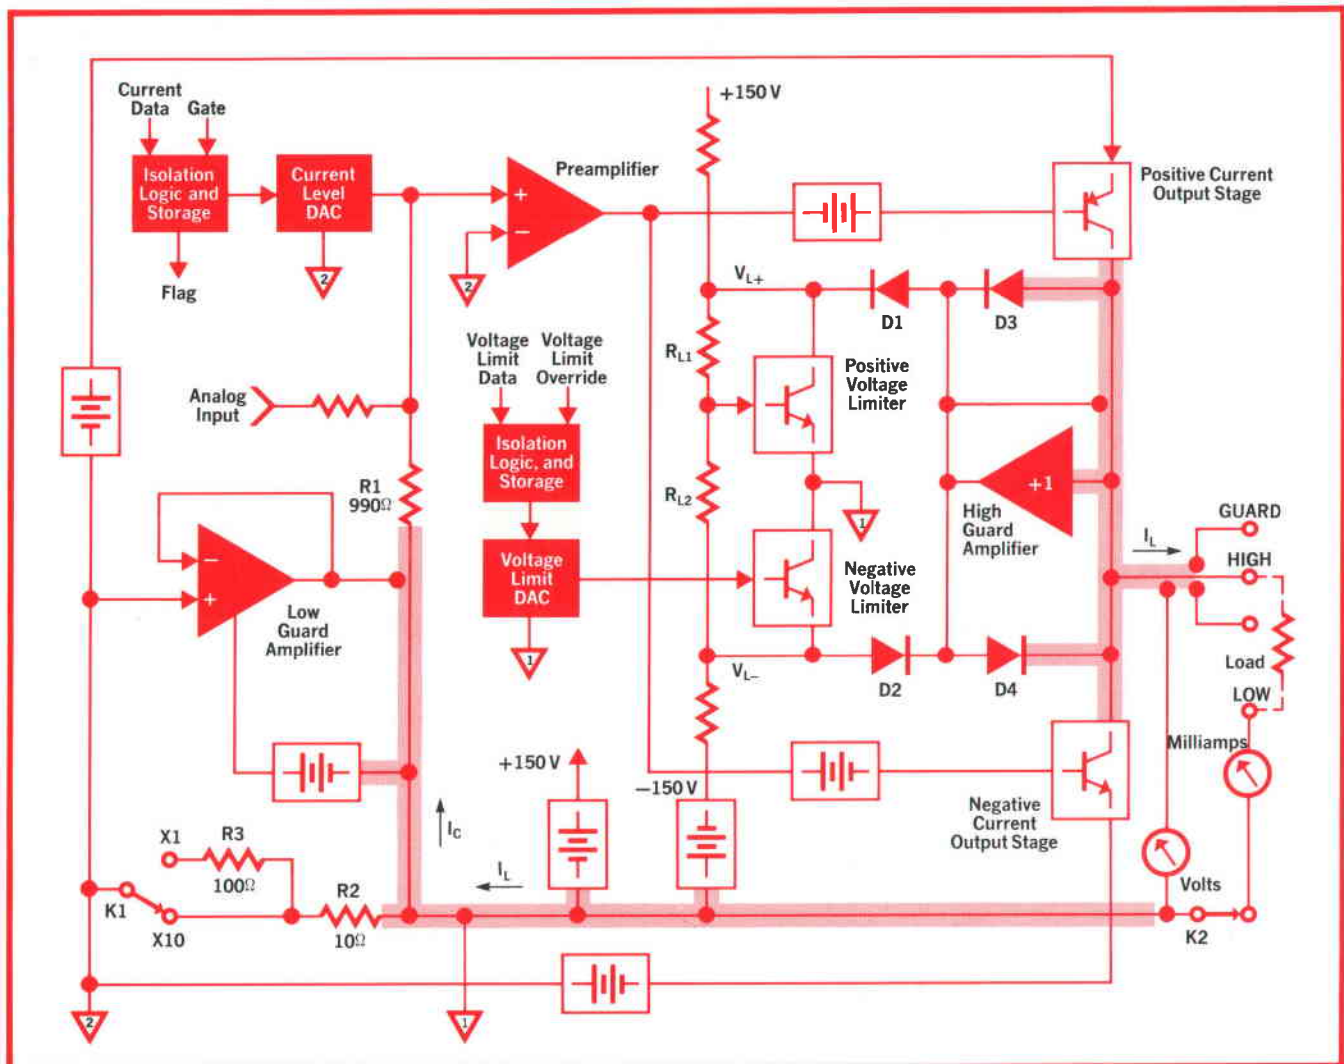 +150 V
Current
Data
Gate
Isolation
Logic and
Storage
Current
Level
DAC
Preamplifier
+
−
2
2
Flag
Positive Current
Output Stage
VL+
D1
D3
Voltage
Limit
Data
Voltage
Limit
Override
RL1
Positive
Voltage
Limiter
Analog
Input
Isolation
Logic, and
Storage
R1
990Ω
RL2
+1
High
Guard
Amplifier
1
GUARD
IL
HIGH
−
+
Low
Guard
Amplifier
Voltage
Limit
DAC
Negative
Voltage
Limiter
1
VL−
D2
D4
Load
LOW
Milliamps
+150 V
−150 V
Negative
Current
Output Stage
IC
X1
R3
100Ω
IL
Volts
K1
X10
R2
10Ω
K2
2
1